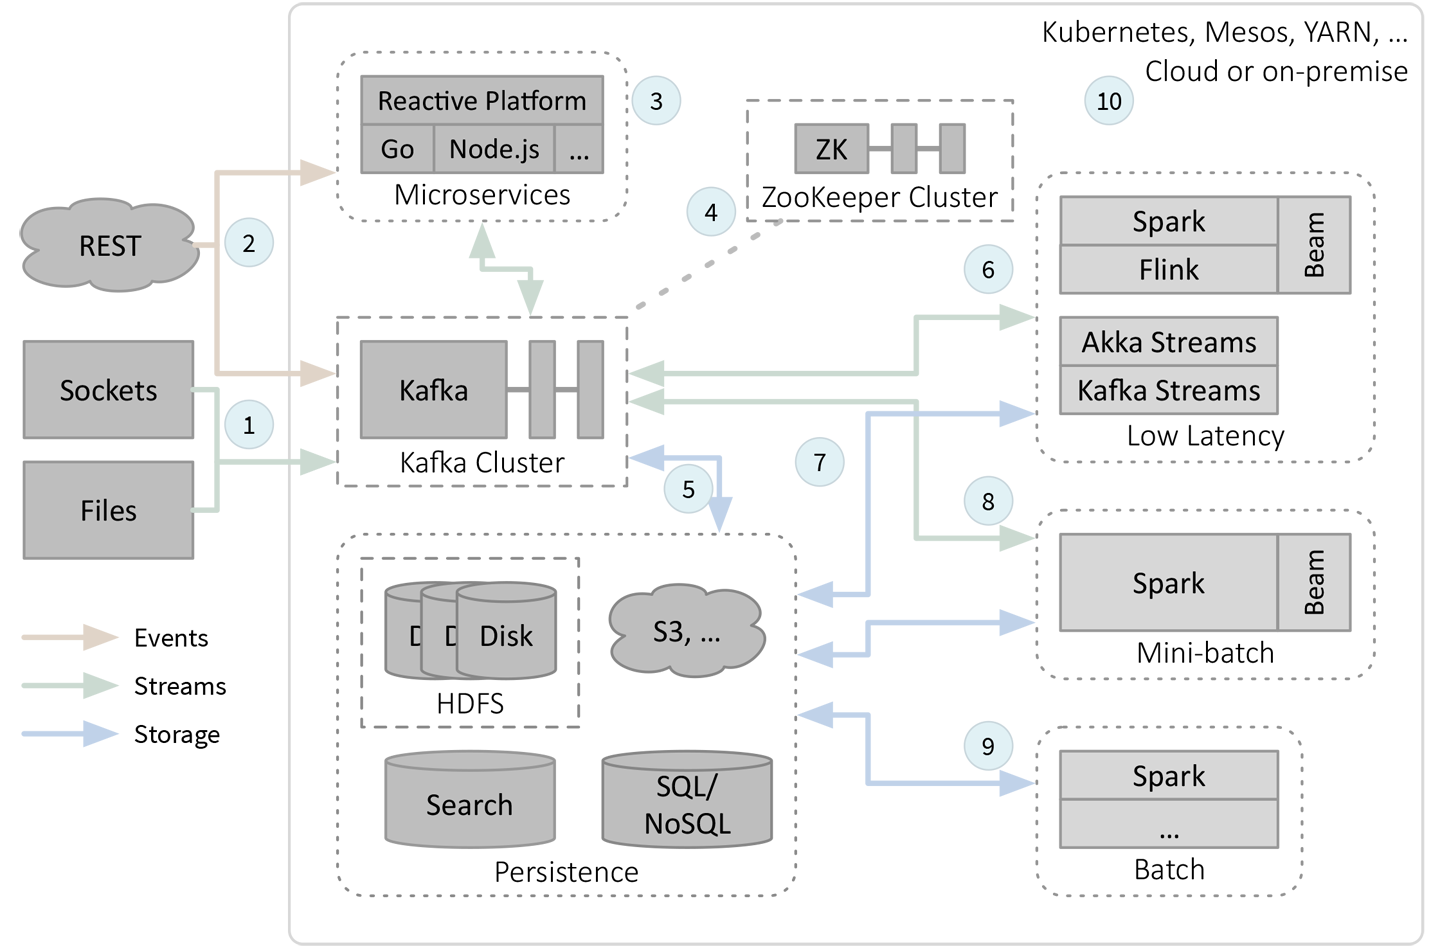 Kubernetes, Mesos, YARN, ...
Cloud or on-premise
10
Reactive Platform
Go
Node.js
...
Microservices
3
ZK
ZooKeeper Cluster
4
REST
2
Sockets
Files
1
Kafka
Kafka Cluster
5
6
Spark
Flink
Beam
Akka Streams
Kafka Streams
Low Latency
7
8
Spark
Beam
Mini-batch
9
Spark
...
Batch
D
D
Disk
HDFS
S3, ...
Search
SQL/
NoSQL
Persistence
Events
Streams
Storage